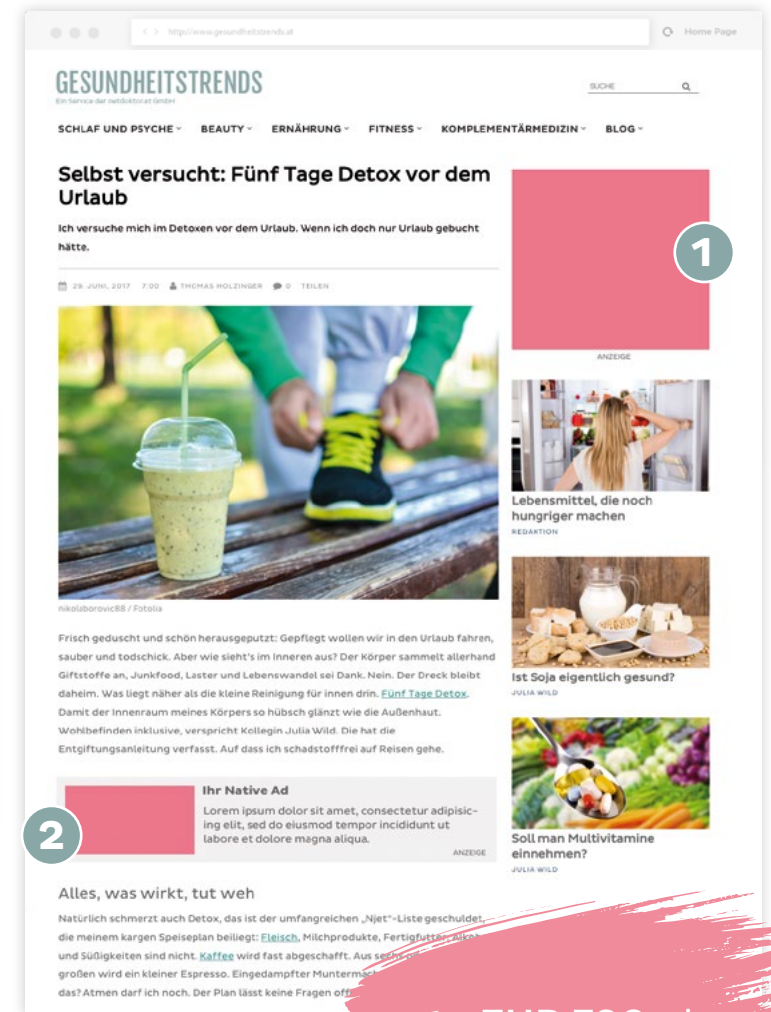 http://www.gesundheitstrends.at
Home Page
GESUNDHEITSTRENDS
Ein Service der netdoktor.at GmbH
SUCHE
SCHLAF UND PSYCHE
BEAUTY
ERNÄHRUNG
FITNESS
KOMPLEMENTÄRMEDIZIN
BLOG
Selbst versucht: Fünf Tage Detox vor dem
Urlaub
Ich versuche mich im Detoxen vor dem Urlaub. Wenn ich doch nur Urlaub gebucht
hätte.
29. JUNI, 2017 7:00 THOMAS HOLZINGER 0 TEILEN
nikolaborovic88 / Fotolia
Frisch geduscht und schön herausgeputzt: Gepflegt wollen wir in den Urlaub fahren,
sauber und todschick. Aber wie sieht's im Inneren aus? Der Körper sammelt allerhand
Giftstoffe an, Junkfood, Laster und Lebenswandel sei Dank. Nein. Der Dreck bleibt
daheim. Was liegt näher als die kleine Reinigung für innen drin. Fünf Tage Detox.
Damit der Innenraum meines Körpers so hübsch glänzt wie die Außenhaut.
Wohlbefinden inklusive, verspricht Kollegin Julia Wild. Die hat die
Entgiftungsanleitung verfasst. Auf dass ich schadstofffrei auf Reisen gehe.
2
Ihr Native Ad
Lorem ipsum dolor sit amet, consectetur adipisic-
ing elit, sed do eiusmod tempor incididunt ut
labore et dolore magna aliqua.
ANZEIGE
Alles, was wirkt, tut weh
Natürlich schmerzt auch Detox, das ist der umfangreichen „Njet“-Liste geschuldet,
die meinem kargen Speiseplan beiliegt: Fleisch, Milchprodukte, Fertigfutter,
und Süßigkeiten sind nicht. Kaffee wird fast abgeschafft. Aus
großen wird ein kleiner Espresso. Eingedampfter
das? Atmen darf ich noch. Der Plan lässt keine Fragen
1
ANZEIGE
Lebensmittel, die noch
hungriger machen
REDAKTION
Ist Soja eigentlich gesund?
JULIA WILD
Soll man Multivitamine
einnehmen?
JULIA WILD